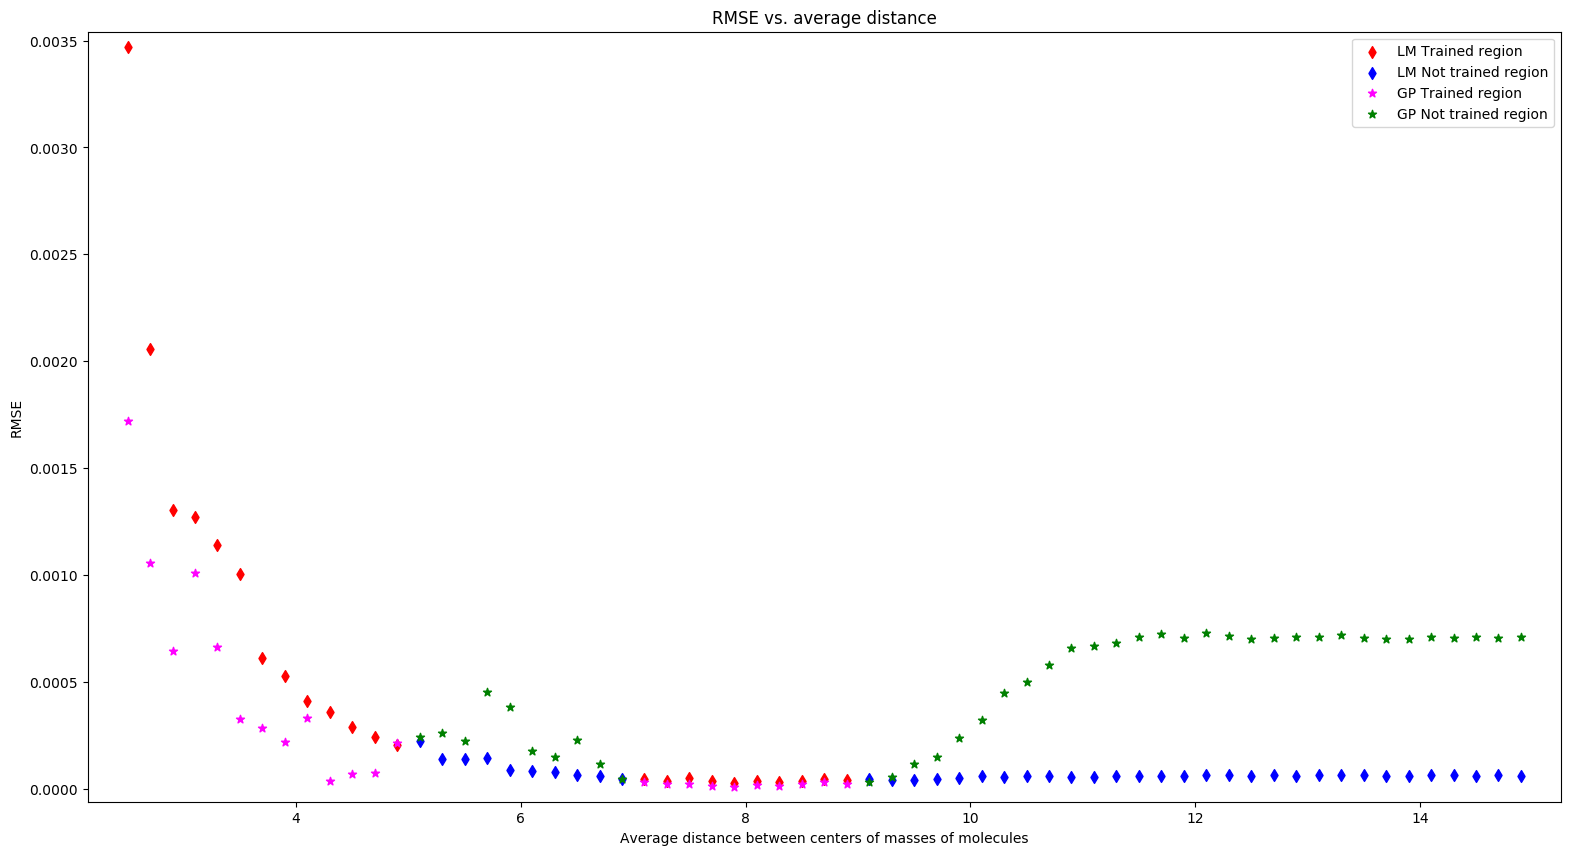 RMSE vs. average distance
LM Trained region
LM Not trained region
GP Trained region
GP Not trained region
0.0035
0.0030
0.0025
0.0020
0.0015
0.0010
0.0005
0.0000
RMSE
4
6
8
10
12
14
Average distance between centers of masses of molecules